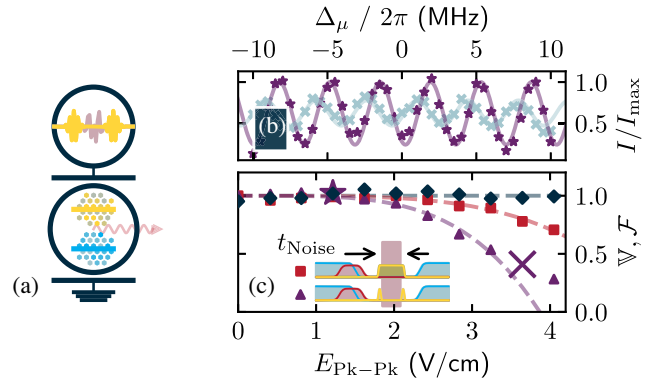 Δμ / 2π (MHz)
−10 −5 0 5 10
(b)
1.0
0.5
I/Imax
(a)
tNoise
(c)
1.0
0.5
0.0
𝕎, ℱ
0 1 2 3 4
EPk−Pk (V/cm)